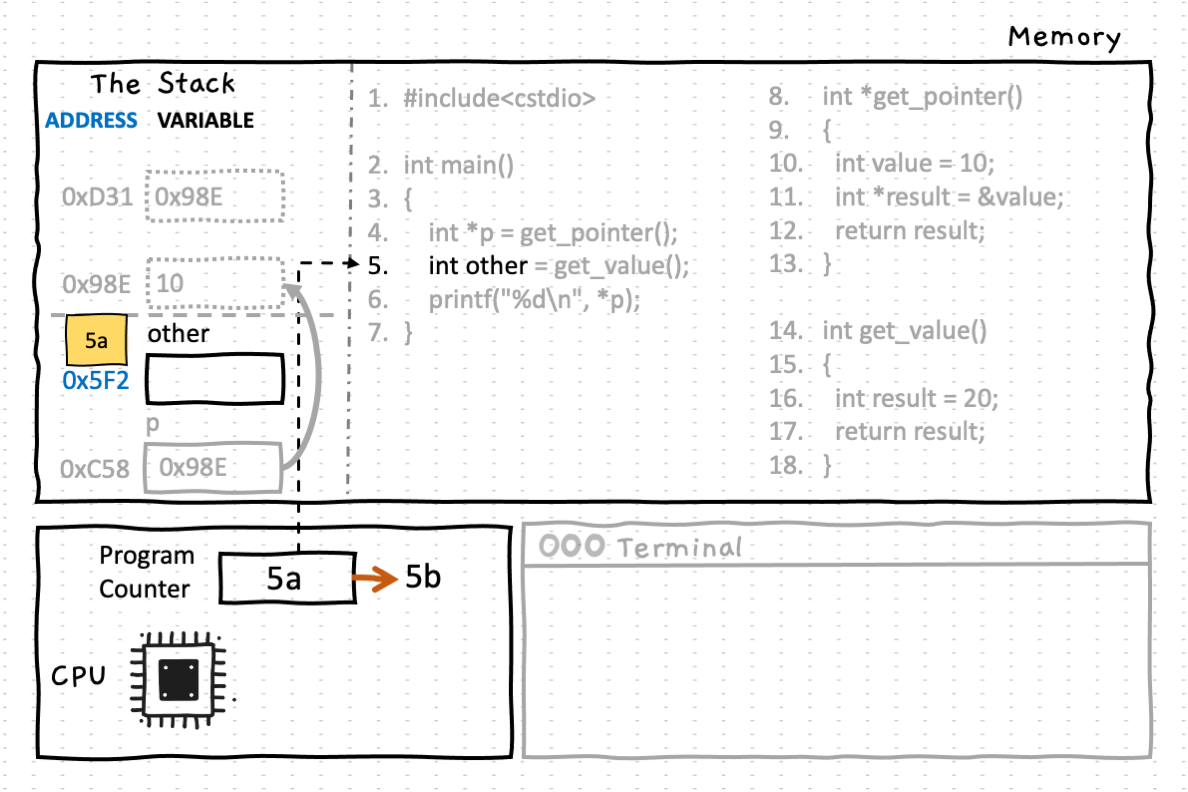 Memory
The Stack
ADDRESS VARIABLE
0xD31 0x98E
0x98E 10
5a other
0x5F2
p
0xC58 0x98E
1. #include<cstdio>
2. int main()
3. {
4. int *p = get_pointer();
5. int other = get_value();
6. printf("%d\n", *p);
7. }
8. int *get_pointer()
9. {
10. int value = 10;
11. int *result = &value;
12. return result;
13. }
14. int get_value()
15. {
16. int result = 20;
17. return result;
18. }
Program
Counter
5a
5b
CPU
Terminal